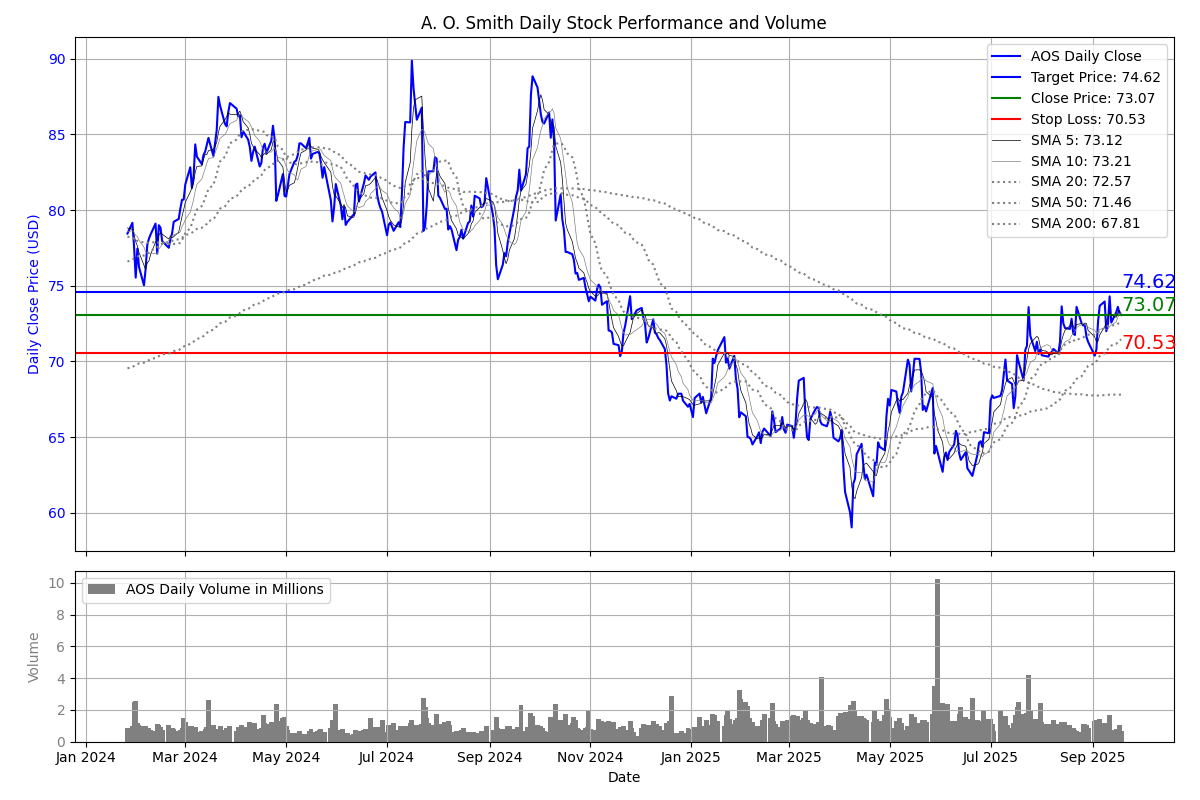 A. O. Smith Daily Stock Performance and Volume
Daily Close Price (USD)
90
85
80
75
70
65
60
AOS Daily Close
Target Price: 74.62
Close Price: 73.07
Stop Loss: 70.53
SMA 5: 73.12
SMA 10: 73.21
SMA 20: 72.57
SMA 50: 71.46
SMA 200: 67.81
74.62
73.07
70.53
Volume
10
8
6
4
2
0
AOS Daily Volume in Millions
Jan 2024 Mar 2024 May 2024 Jul 2024 Sep 2024 Nov 2024 Jan 2025 Mar 2025 May 2025 Jul 2025 Sep 2025
Date